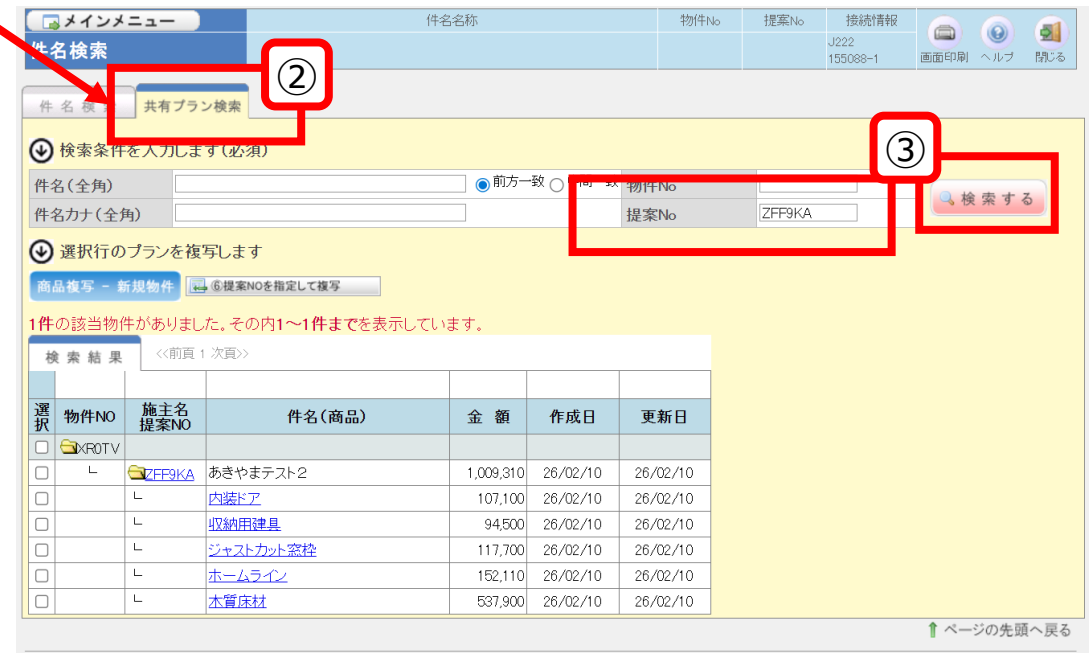 メインメニュー 件名名称 物件No 提案No 接続情報
件名検索 J222
155088-1 画面印刷 ヘルプ 閉じる
②
件名検 共有プラン検索
③
検索条件を入力します(必須)
件名(全角) 前方一致 物件No
検索する
件名カナ(全角) 提案No ZFF9KA
選択行のプランを複写します
商品複写 - 新規物件 ⑥提案NOを指定して複写
1件の該当物件がありました。その内1～1件までを表示しています。
検索結果 <<前頁 1 次頁>>
選択 物件NO 施主名 提案NO 件名(商品) 金 額 作成日 更新日
XR0TV
└ ZFF9KA あきやまテスト2 1,009,310 26/02/10 26/02/10
└ 内装ドア 107,100 26/02/10 26/02/10
└ 収納用建具 94,500 26/02/10 26/02/10
└ ジャストカット窓枠 117,700 26/02/10 26/02/10
└ ホームライン 152,110 26/02/10 26/02/10
└ 木質床材 537,900 26/02/10 26/02/10
ページの先頭へ戻る